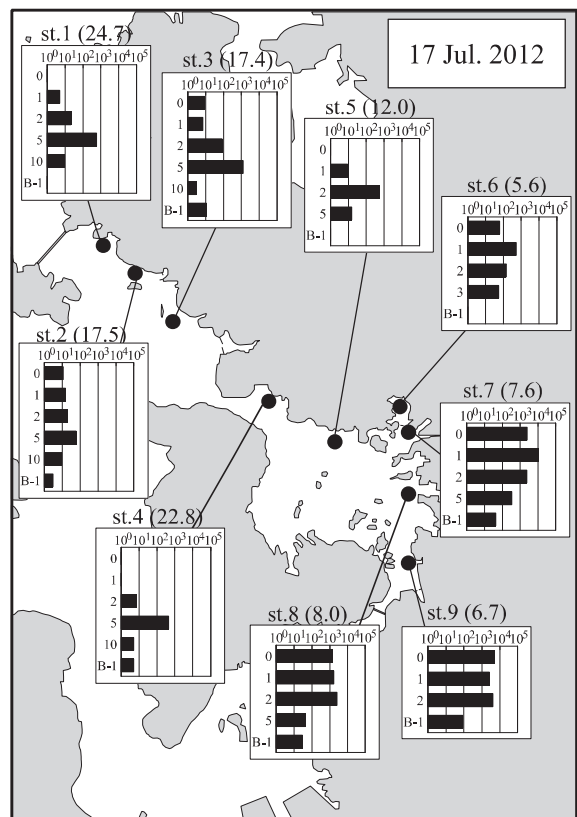 17 Jul. 2012
st.1 (24.7)
10⁰10¹10²10³10⁴10⁵
0
1
2
5
10
B-1
st.3 (17.4)
10⁰10¹10²10³10⁴10⁵
0
1
2
5
10
B-1
st.5 (12.0)
10⁰10¹10²10³10⁴10⁵
0
1
2
5
B-1
st.6 (5.6)
10⁰10¹10²10³10⁴10⁵
0
1
2
3
B-1
st.2 (17.5)
10⁰10¹10²10³10⁴10⁵
0
1
2
5
10
B-1
st.7 (7.6)
10⁰10¹10²10³10⁴10⁵
0
1
2
5
B-1
st.4 (22.8)
10⁰10¹10²10³10⁴10⁵
0
1
2
5
10
B-1
st.8 (8.0)
10⁰10¹10²10³10⁴10⁵
0
1
2
5
B-1
st.9 (6.7)
10⁰10¹10²10³10⁴10⁵
0
1
2
B-1